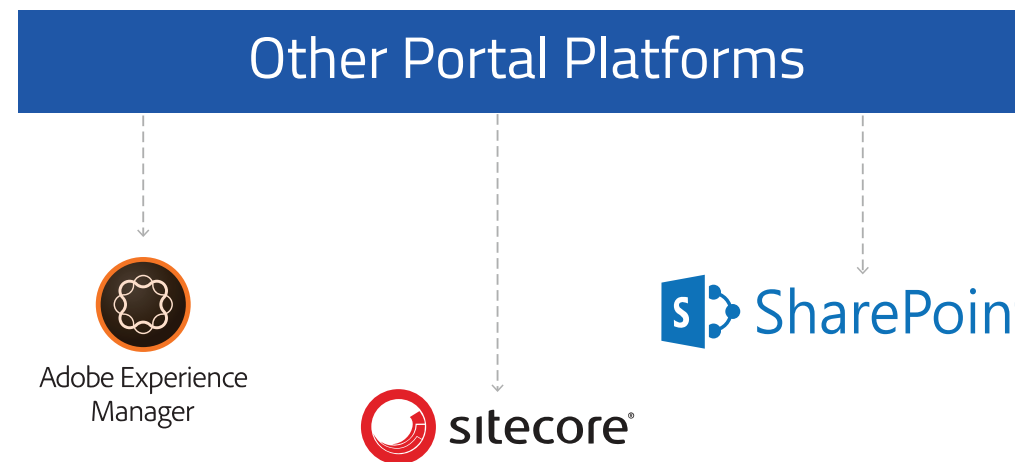 Other Portal Platforms
Adobe Experience
Manager
S SharePoin
sitecore®